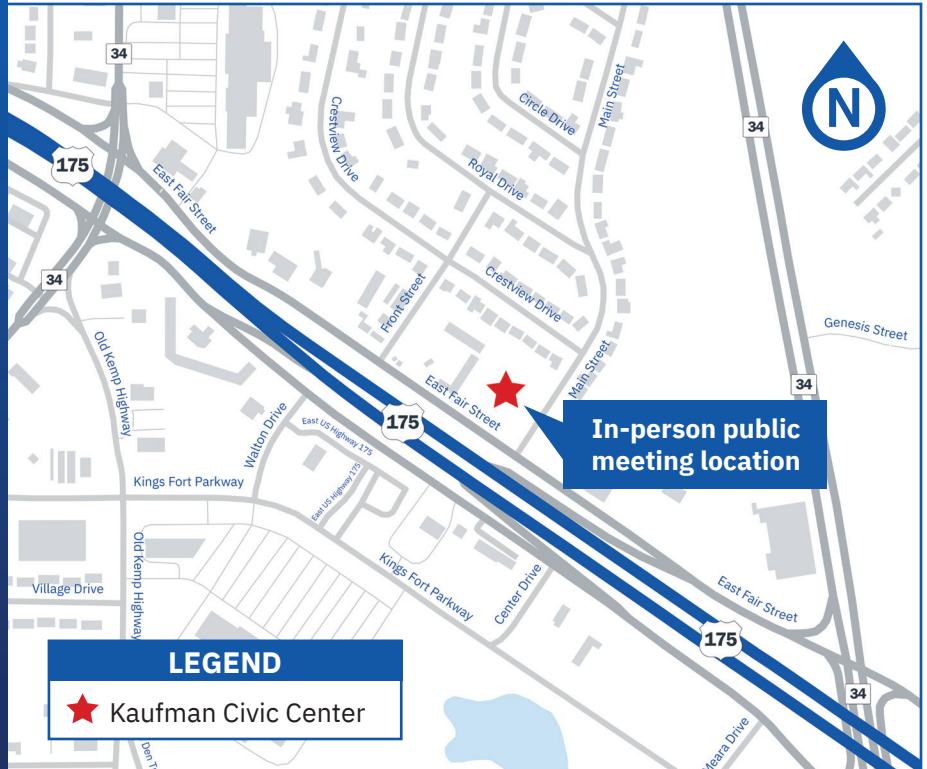 34
Crestview Drive
Circle Drive
Main Street
34
N
175
East Fair Street
Royal Drive
34
Front Street
Crestview Drive
Genesis Street
Old Kemp Highway
Main Street
34
East Fair Street
175
In-person public
meeting location
Walton Drive
East US Highway 175
Kings Fort Parkway
East US Highway 175
Old Kemp Highway
Kings Fort Parkway
Center Drive
Village Drive
East Fair Street
175
LEGEND
Kaufman Civic Center
34
Meara Drive
Den